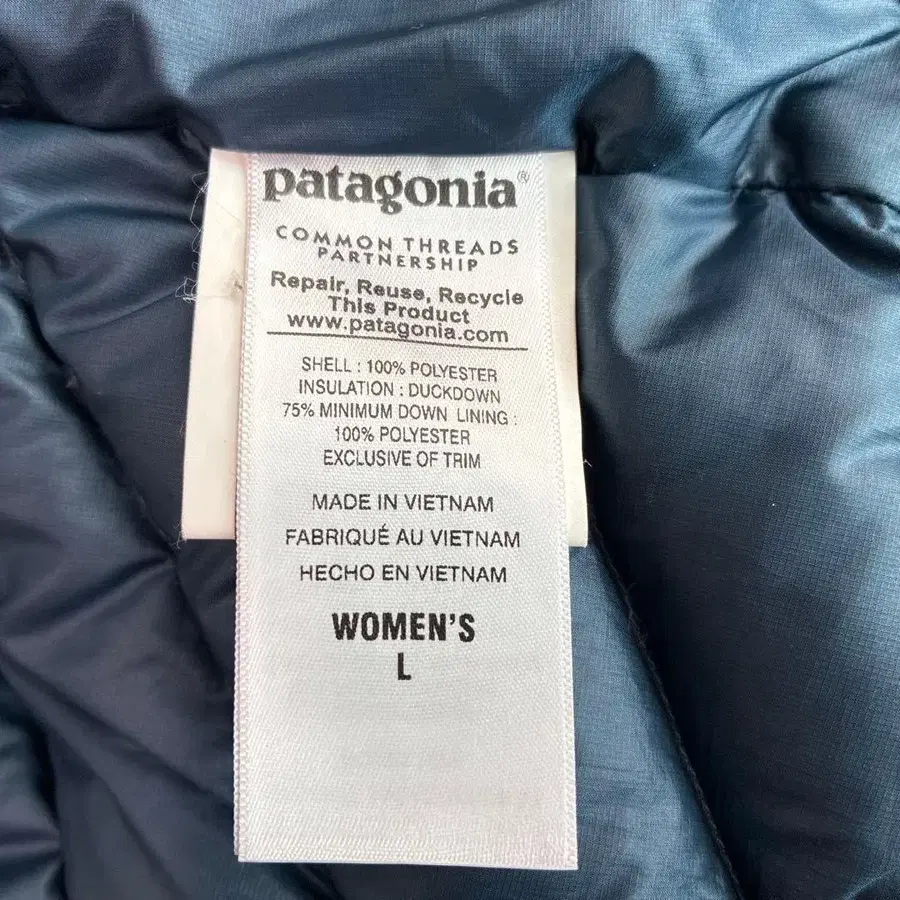 patagonia®
COMMON THREADS
PARTNERSHIP
Repair, Reuse, Recycle
This Product
www.patagonia.com
SHELL : 100% POLYESTER
INSULATION : DUCKDOWN
75% MINIMUM DOWN LINING :
100% POLYESTER
EXCLUSIVE OF TRIM
MADE IN VIETNAM
FABRIQUÉ AU VIETNAM
HECHO EN VIETNAM
WOMEN'S
L